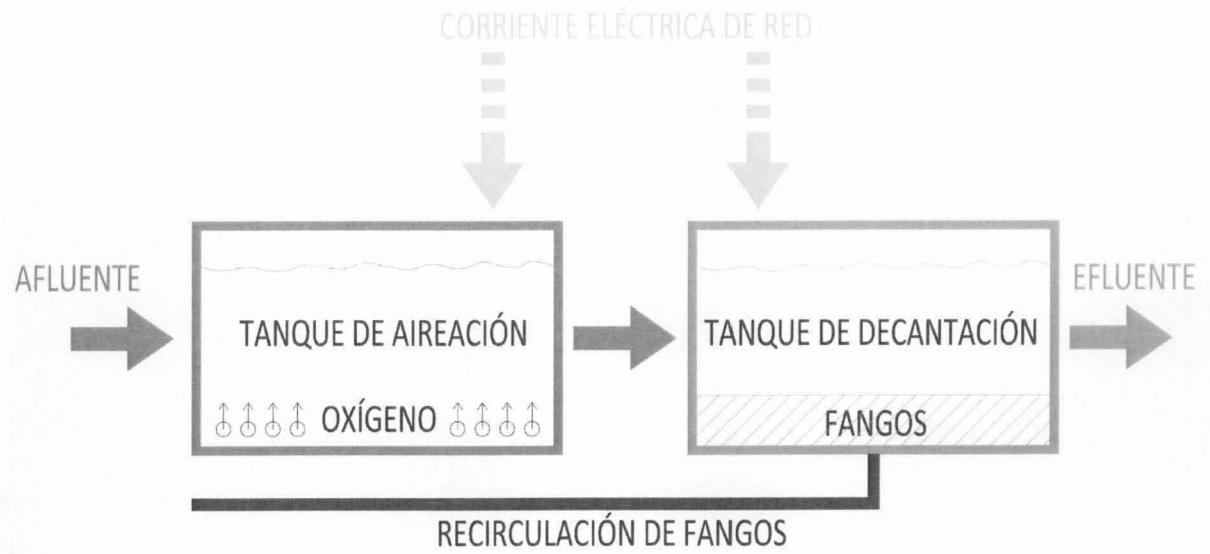 CORRIENTE ELÉCTRICA DE RED
AFLUENTE
TANQUE DE AIREACIÓN
OXÍGENO
TANQUE DE DECANTACIÓN
FANGOS
EFLUENTE
RECIRCULACIÓN DE FANGOS